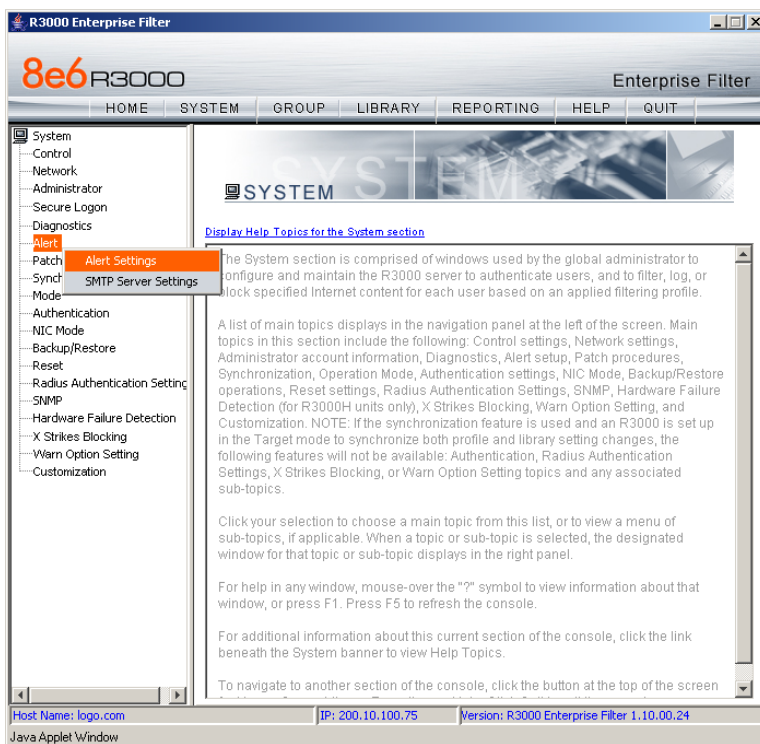 R3000 Enterprise Filter
8e6 R3000
Enterprise Filter
HOME SYSTEM GROUP LIBRARY REPORTING HELP QUIT
System
Control
Network
Administrator
Secure Logon
Diagnostics
Alert
Patch
Synch
Mode
Authentication
NIC Mode
Backup/Restore
Reset
Radius Authentication Setting
SNMP
Hardware Failure Detection
X Strikes Blocking
Warn Option Setting
Customization
Alert Settings
SMTP Server Settings
SYSTEM
SYSTEM
Display Help Topics for the System section
The System section is comprised of windows used by the global administrator to
configure and maintain the R3000 server to authenticate users, and to filter, log, or
block specified Internet content for each user based on an applied filtering profile.
A list of main topics displays in the navigation panel at the left of the screen. Main
topics in this section include the following: Control settings, Network settings,
Administrator account information, Diagnostics, Alert setup, Patch procedures,
Synchronization, Operation Mode, Authentication settings, NIC Mode, Backup/Restore
operations, Reset settings, Radius Authentication Settings, SNMP, Hardware Failure
Detection (for R3000H units only), X Strikes Blocking, Warn Option Setting, and
Customization. NOTE: If the synchronization feature is used and an R3000 is set up
in the Target mode to synchronize both profile and library setting changes, the
following features will not be available: Authentication, Radius Authentication
Settings, X Strikes Blocking, or Warn Option Setting topics and any associated
sub-topics.
Click your selection to choose a main topic from this list, or to view a menu of
sub-topics, if applicable. When a topic or sub-topic is selected, the designated
window for that topic or sub-topic displays in the right panel.
For help in any window, mouse-over the "?" symbol to view information about that
window, or press F1. Press F5 to refresh the console.
For additional information about this current section of the console, click the link
beneath the System banner to view Help Topics.
To navigate to another section of the console, click the button at the top of the screen
Host Name: logo.com
IP: 200.10.100.75
Version: R3000 Enterprise Filter 1.10.00.24
Java Applet Window